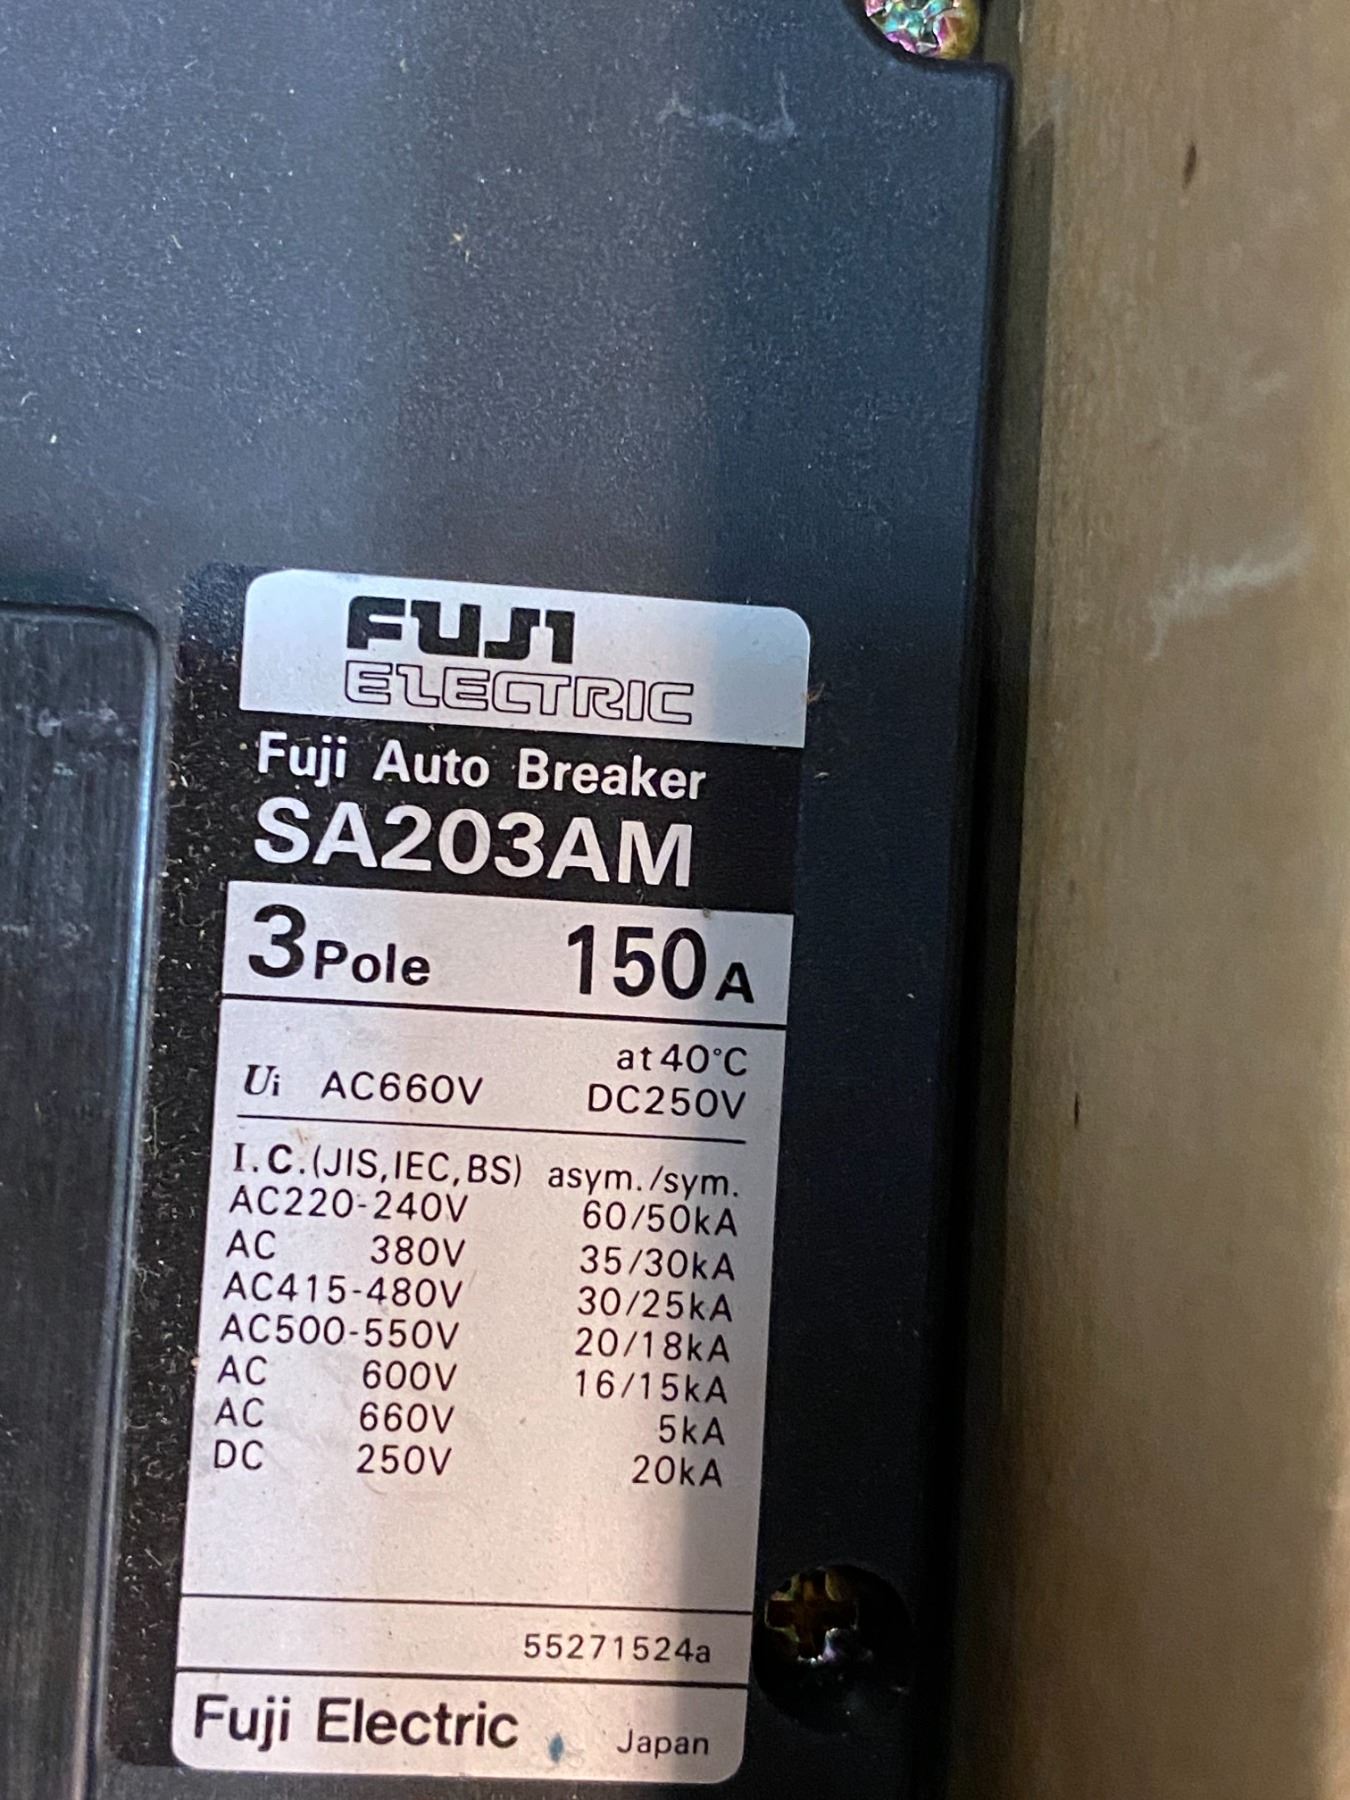 FUJI
ELECTRIC
Fuji Auto Breaker
SA203AM
3Pole 150A
at 40°C
Ui AC660V DC250V
I.C.(JIS,IEC,BS) asym./sym.
AC220-240V 60/50kA
AC 380V 35/30kA
AC415-480V 30/25kA
AC500-550V 20/18kA
AC 600V 16/15kA
AC 660V 5kA
DC 250V 20kA
55271524a
Fuji Electric Japan